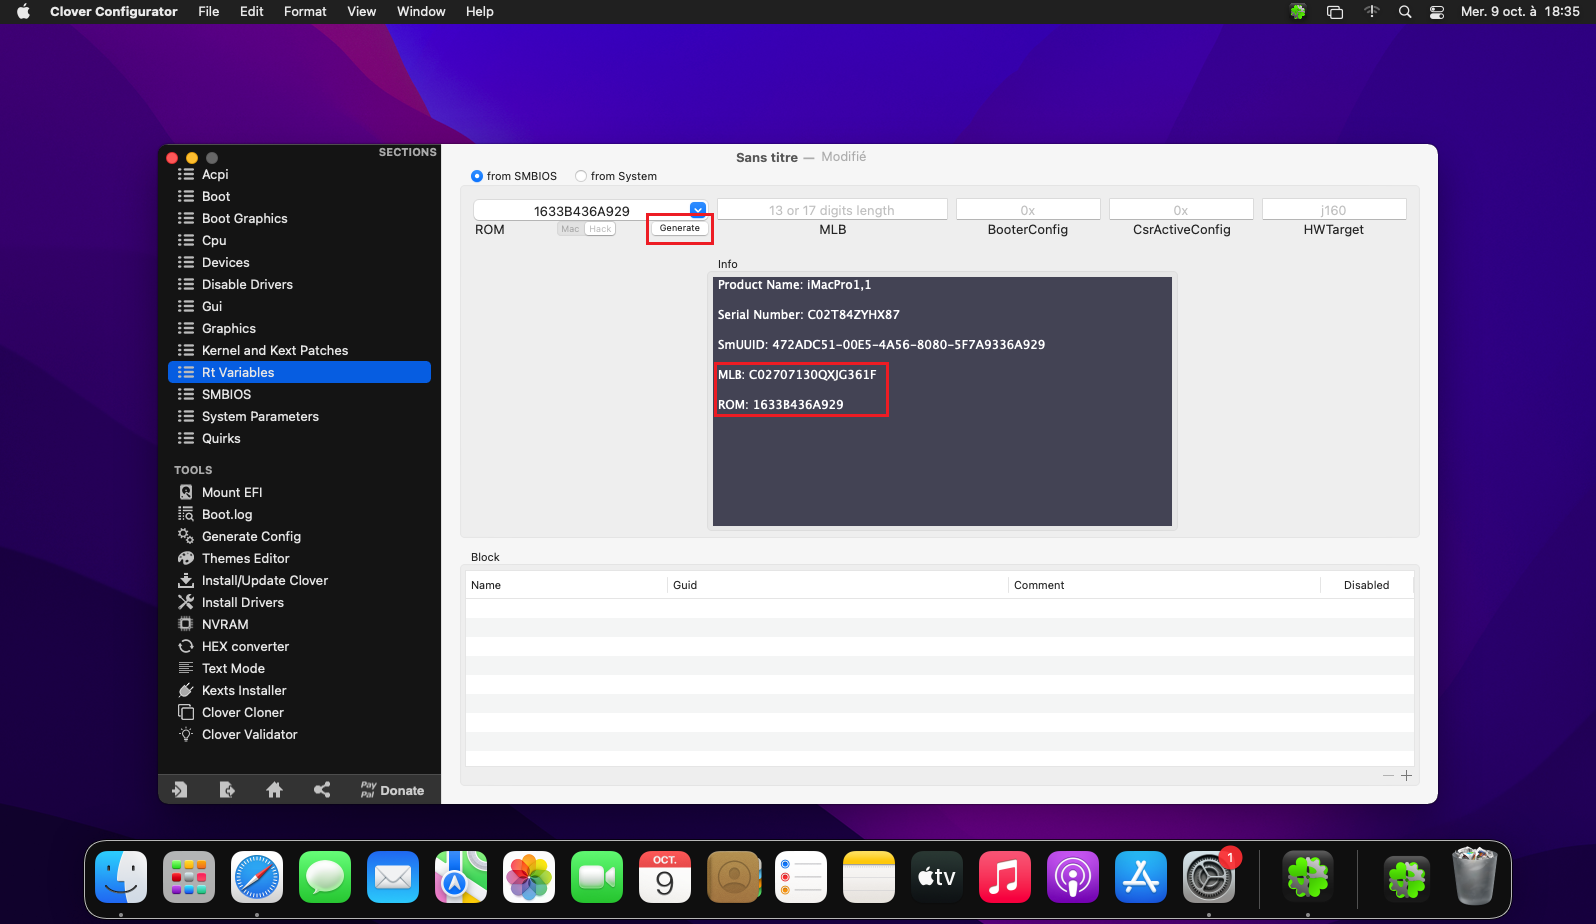 Clover Configurator File Edit Format View Window Help Mer. 9 oct. à 18:35
SECTIONS
Acpi
Boot
Boot Graphics
Cpu
Devices
Disable Drivers
Gui
Graphics
Kernel and Kext Patches
Rt Variables
SMBIOS
System Parameters
Quirks
TOOLS
Mount EFI
Boot.log
Generate Config
Themes Editor
Install/Update Clover
Install Drivers
NVRAM
HEX converter
Text Mode
Kexts Installer
Clover Cloner
Clover Validator
Pay
Pal Donate
Sans titre — Modifié
from SMBIOS from System
1633B436A929 13 or 17 digits length 0x 0x j160
ROM Mac Hack Generate MLB BooterConfig CsrActiveConfig HWTarget
Info
Product Name: iMacPro1,1
Serial Number: C02T84ZYHX87
SmUUID: 472ADC51-00E5-4A56-8080-5F7A9336A929
MLB: C02707130QXJG361F
ROM: 1633B436A929
Block
Name Guid Comment Disabled
OCT.
9
tv
1